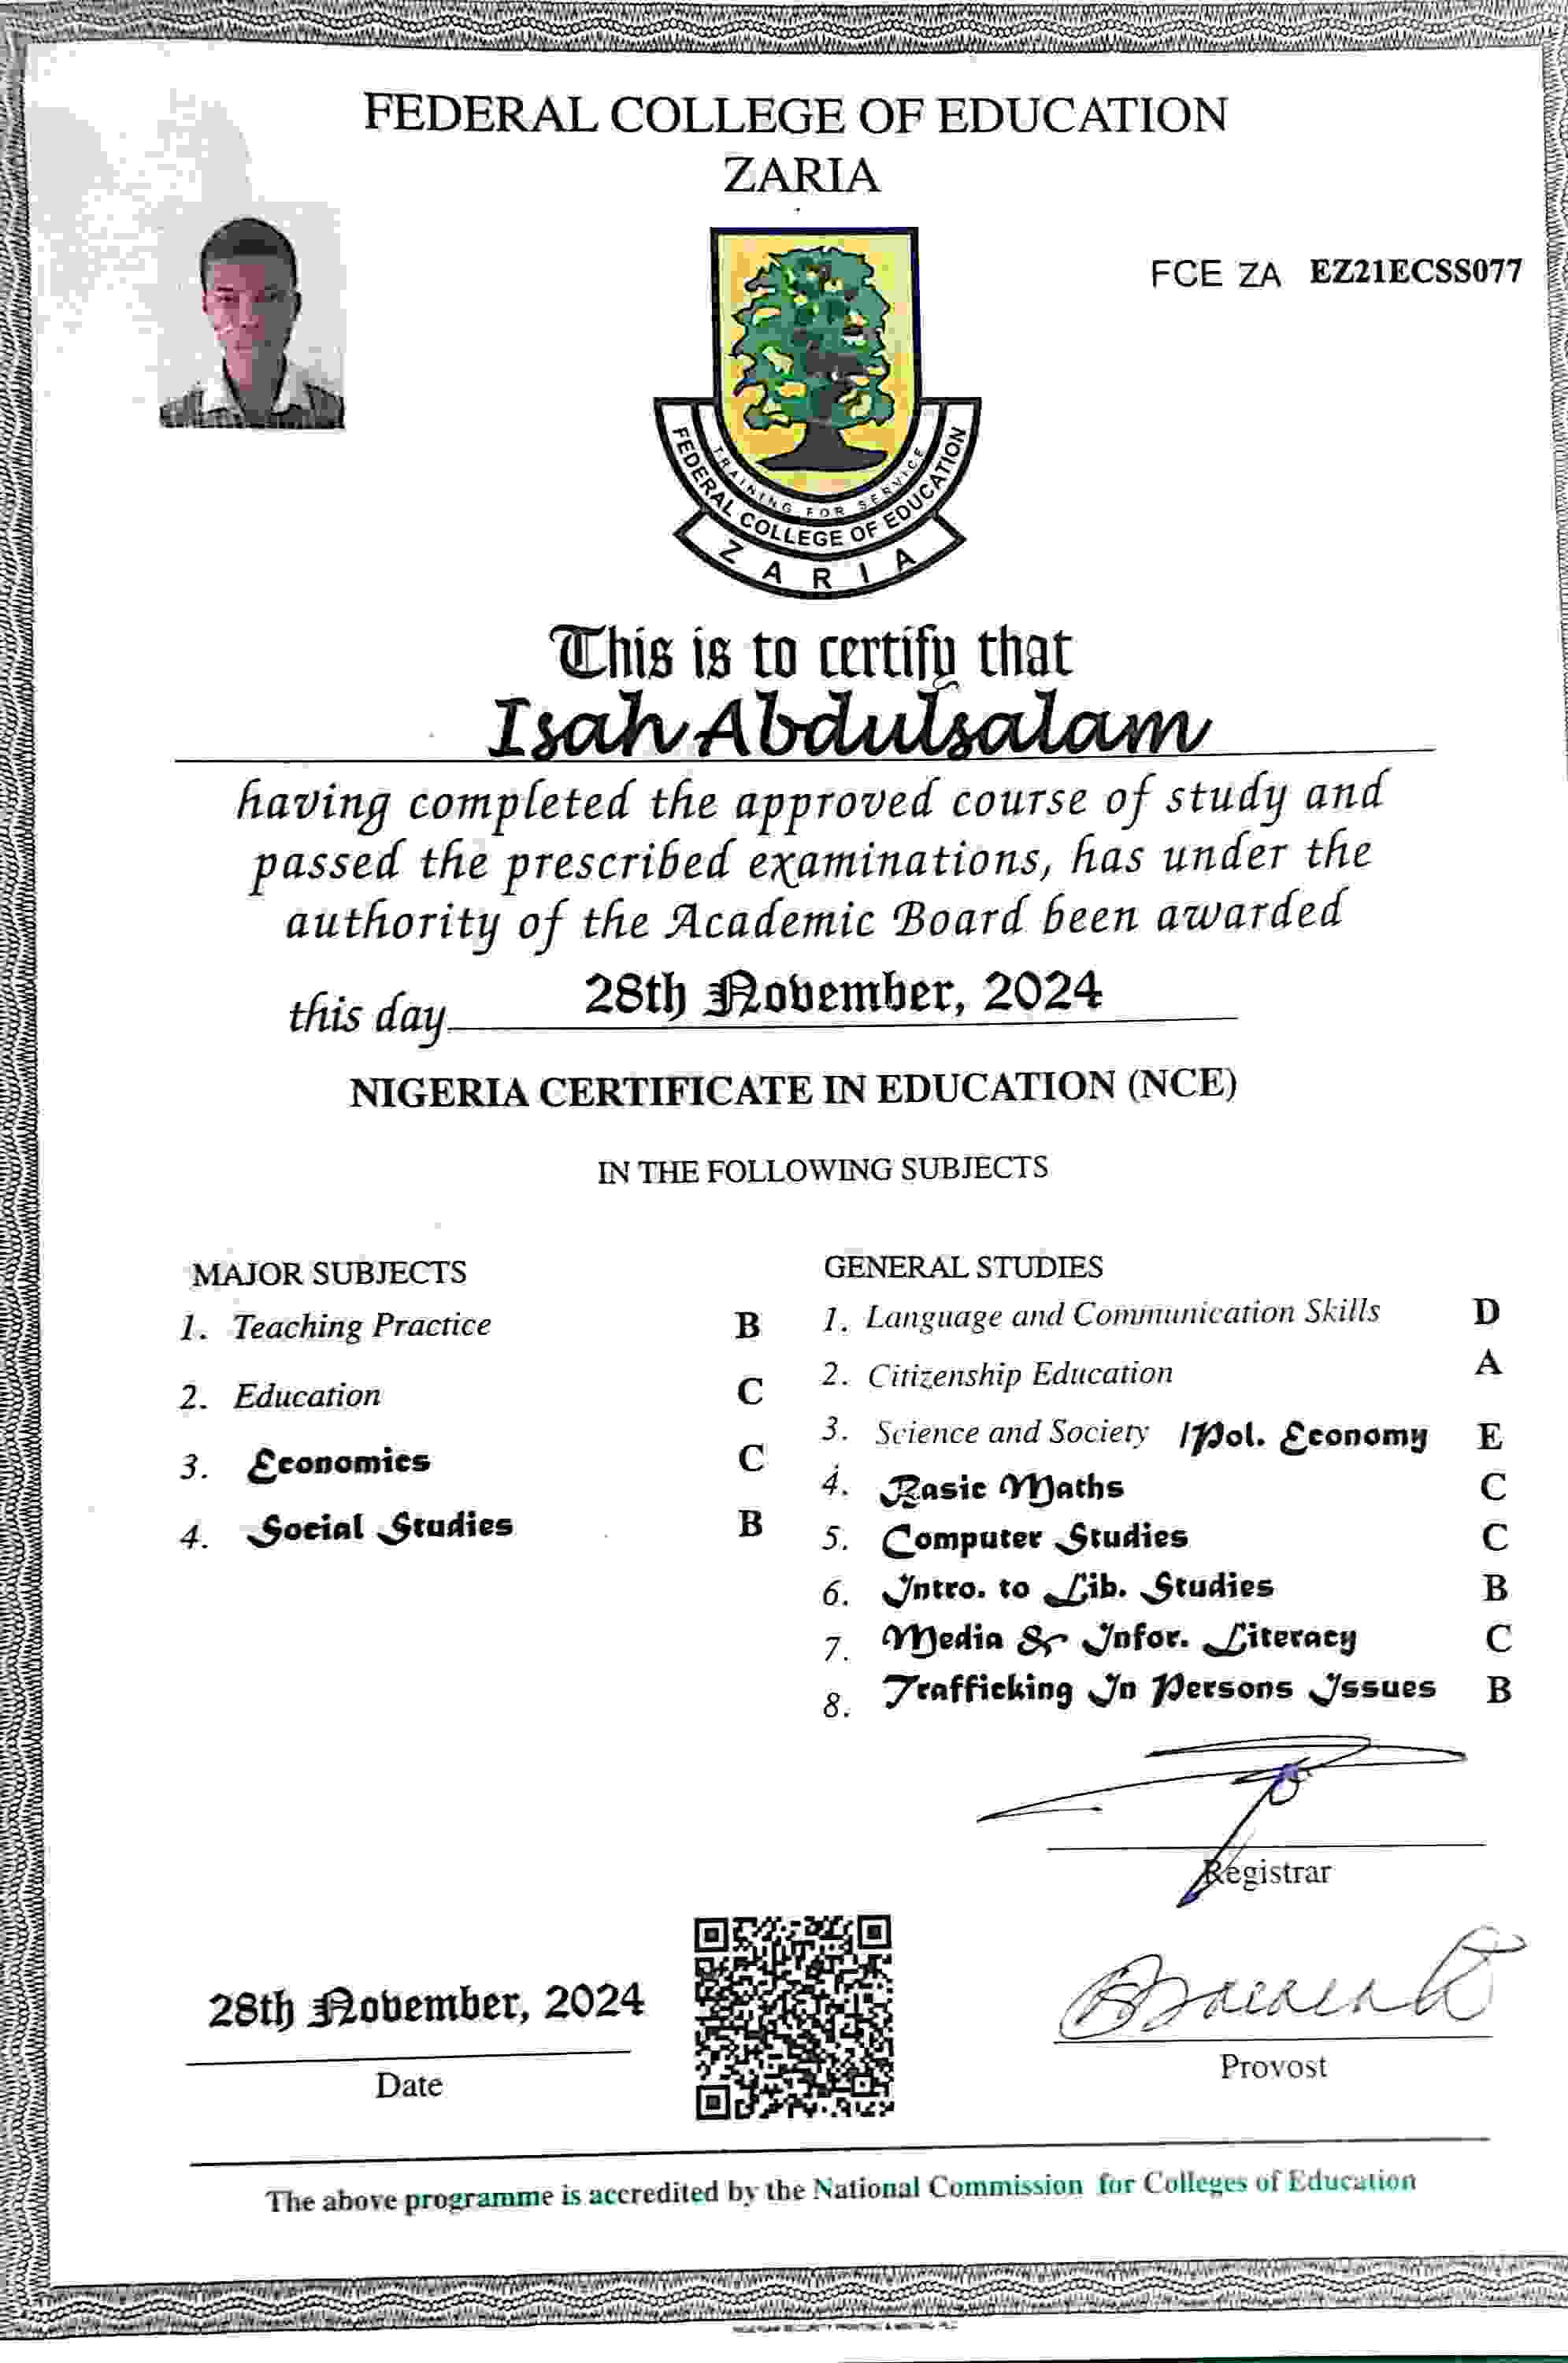 FEDERAL COLLEGE OF EDUCATION
ZARIA
FCE ZA EZ21ECSS077
TRAINING FOR SERVICE
FEDERAL COLLEGE OF EDUCATION
ZARIA
This is to certify that
Isah Abdulsalam
having completed the approved course of study and
passed the prescribed examinations, has under the
authority of the Academic Board been awarded
this day 28th November, 2024
NIGERIA CERTIFICATE IN EDUCATION (NCE)
IN THE FOLLOWING SUBJECTS
MAJOR SUBJECTS
1. Teaching Practice B
2. Education C
3. Economics C
4. Social Studies B
GENERAL STUDIES
1. Language and Communication Skills D
2. Citizenship Education A
3. Science and Society /Pol. Economy E
4. Basic Maths C
5. Computer Studies C
6. Intro. to Lib. Studies B
7. Media & Infor. Literacy C
8. Trafficking In Persons Issues B
Registrar
28th November, 2024
Date
Provost
The above programme is accredited by the National Commission for Colleges of Education